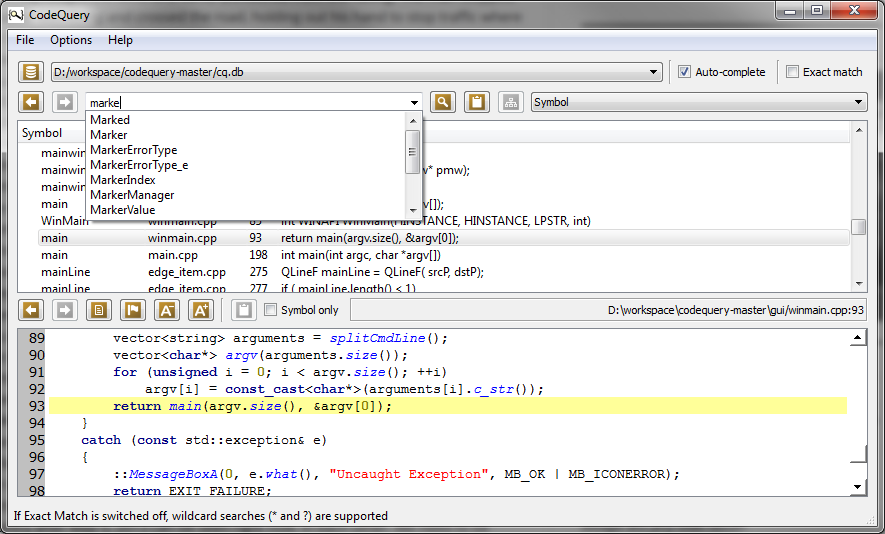 CodeQuery
File Options Help
D:/workspace/codequery-master/cq.db Auto-complete Exact match
marke Symbol
Marked
Marker
MarkerErrorType
MarkerErrorType_e
MarkerIndex
MarkerManager
MarkerValue
Symbol
mainwin
mainwin w* pmw);
mainwin
main v[]);
WinMain winmain.cpp 85 int WINAPI WinMain(HINSTANCE, HINSTANCE, LPSTR, int)
main winmain.cpp 93 return main(argv.size(), &argv[0]);
main main.cpp 198 int main(int argc, char *argv[])
mainLine edge_item.cpp 275 QLineF mainLine = QLineF( srcP, dstP);
mainLine edge_item.cpp 277 if ( mainLine.length() < 1)
Symbol only D:\workspace\codequery-master\gui/winmain.cpp:93
89 vector<string> arguments = splitCmdLine();
90 vector<char*> argv(arguments.size());
91 for (unsigned i = 0; i < argv.size(); ++i)
92 argv[i] = const_cast<char*>(arguments[i].c_str());
93 return main(argv.size(), &argv[0]);
94 }
95 catch (const std::exception& e)
96 {
97 ::MessageBoxA(0, e.what(), "Uncaught Exception", MB_OK | MB_ICONERROR);
98 return EXIT_FAILURE;
If Exact Match is switched off, wildcard searches (* and ?) are supported